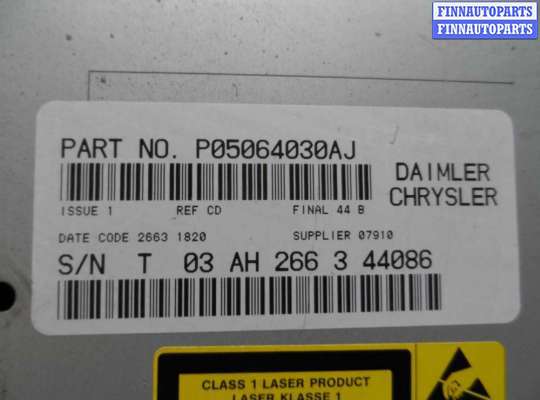 FINNAUTOPARTS
FINNAUTOPARTS
PART NO. P05064030AJ
DAIMLER
CHRYSLER
ISSUE 1 REF CD FINAL 44 B
DATE CODE 2663 1820 SUPPLIER 07910
S/N T 03 AH 266 3 44086
CLASS 1 LASER PRODUCT
LASER KLASSE 1